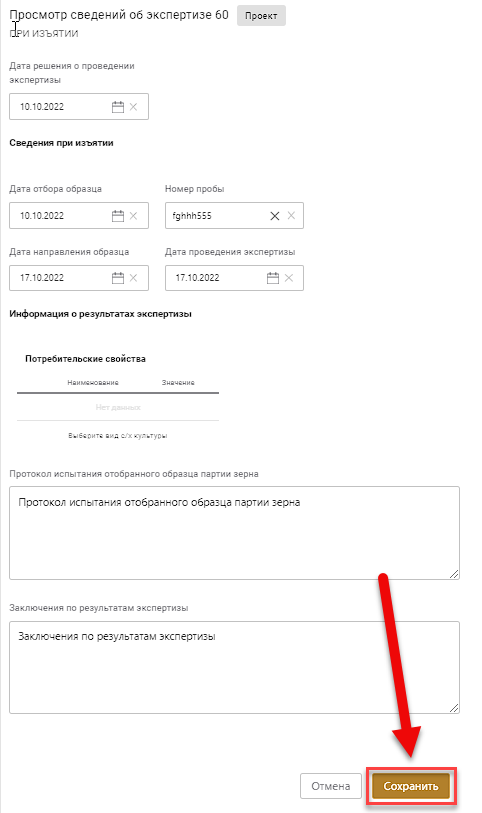 Просмотр сведений об экспертизе 60 Проект
ПРИ ИЗЪЯТИИ
Дата решения о проведении
экспертизы
10.10.2022
Сведения при изъятии
Дата отбора образца Номер пробы
10.10.2022 fghhh555
Дата направления образца Дата проведения экспертизы
17.10.2022 17.10.2022
Информация о результатах экспертизы
Потребительские свойства
Наименование Значение
Нет данных
Выберите вид с/х культуры
Протокол испытания отобранного образца партии зерна
Протокол испытания отобранного образца партии зерна
Заключения по результатам экспертизы
Заключения по результатам экспертизы
Отмена Сохранить